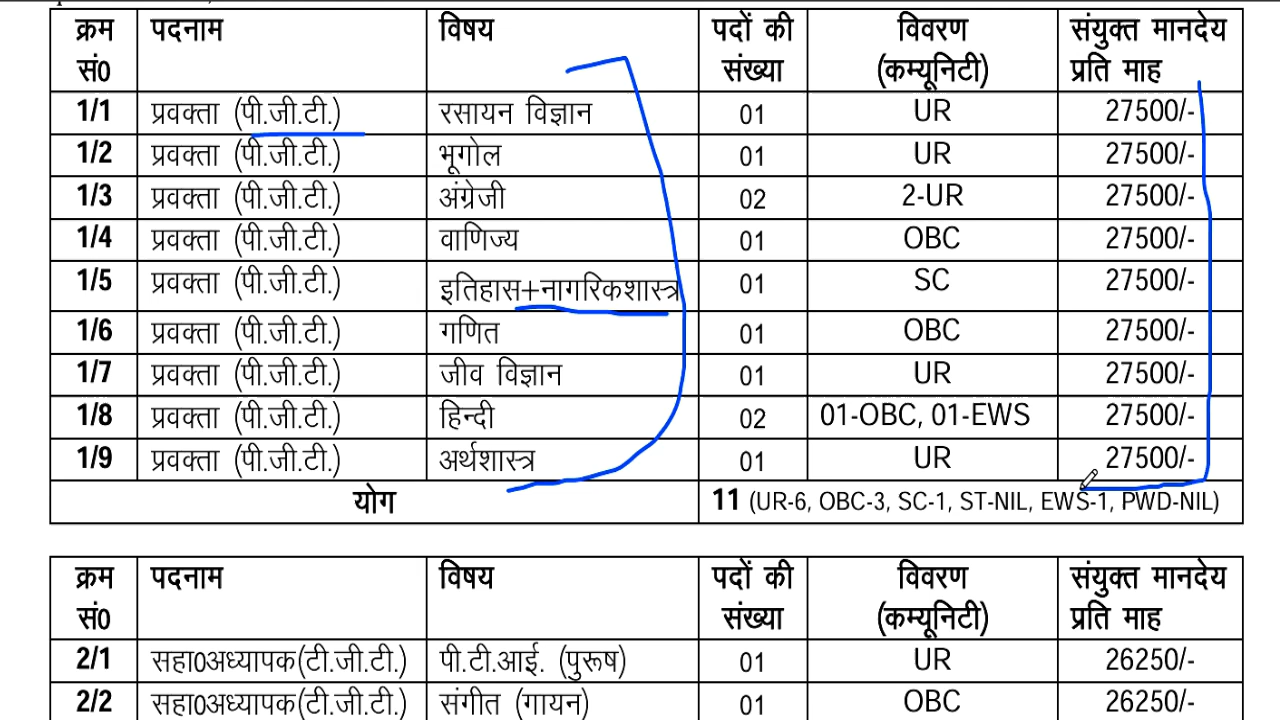 क्रम सं0 पदनाम विषय पदों की संख्या विवरण (कम्यूनिटी) संयुक्त मानदेय प्रति माह
1/1 प्रवक्ता (पी.जी.टी.) रसायन विज्ञान 01 UR 27500/-
1/2 प्रवक्ता (पी.जी.टी.) भूगोल 01 UR 27500/-
1/3 प्रवक्ता (पी.जी.टी.) अंग्रेजी 02 2-UR 27500/-
1/4 प्रवक्ता (पी.जी.टी.) वाणिज्य 01 OBC 27500/-
1/5 प्रवक्ता (पी.जी.टी.) इतिहास+नागरिकशास्त्र 01 SC 27500/-
1/6 प्रवक्ता (पी.जी.टी.) गणित 01 OBC 27500/-
1/7 प्रवक्ता (पी.जी.टी.) जीव विज्ञान 01 UR 27500/-
1/8 प्रवक्ता (पी.जी.टी.) हिन्दी 02 01-OBC, 01-EWS 27500/-
1/9 प्रवक्ता (पी.जी.टी.) अर्थशास्त्र 01 UR 27500/-
योग 11 (UR-6, OBC-3, SC-1, ST-NIL, EWS-1, PWD-NIL)
क्रम सं0 पदनाम विषय पदों की संख्या विवरण (कम्यूनिटी) संयुक्त मानदेय प्रति माह
2/1 सहा0अध्यापक(टी.जी.टी.) पी.टी.आई. (पुरूष) 01 UR 26250/-
2/2 सहा0अध्यापक(टी.जी.टी.) संगीत (गायन) 01 OBC 26250/-